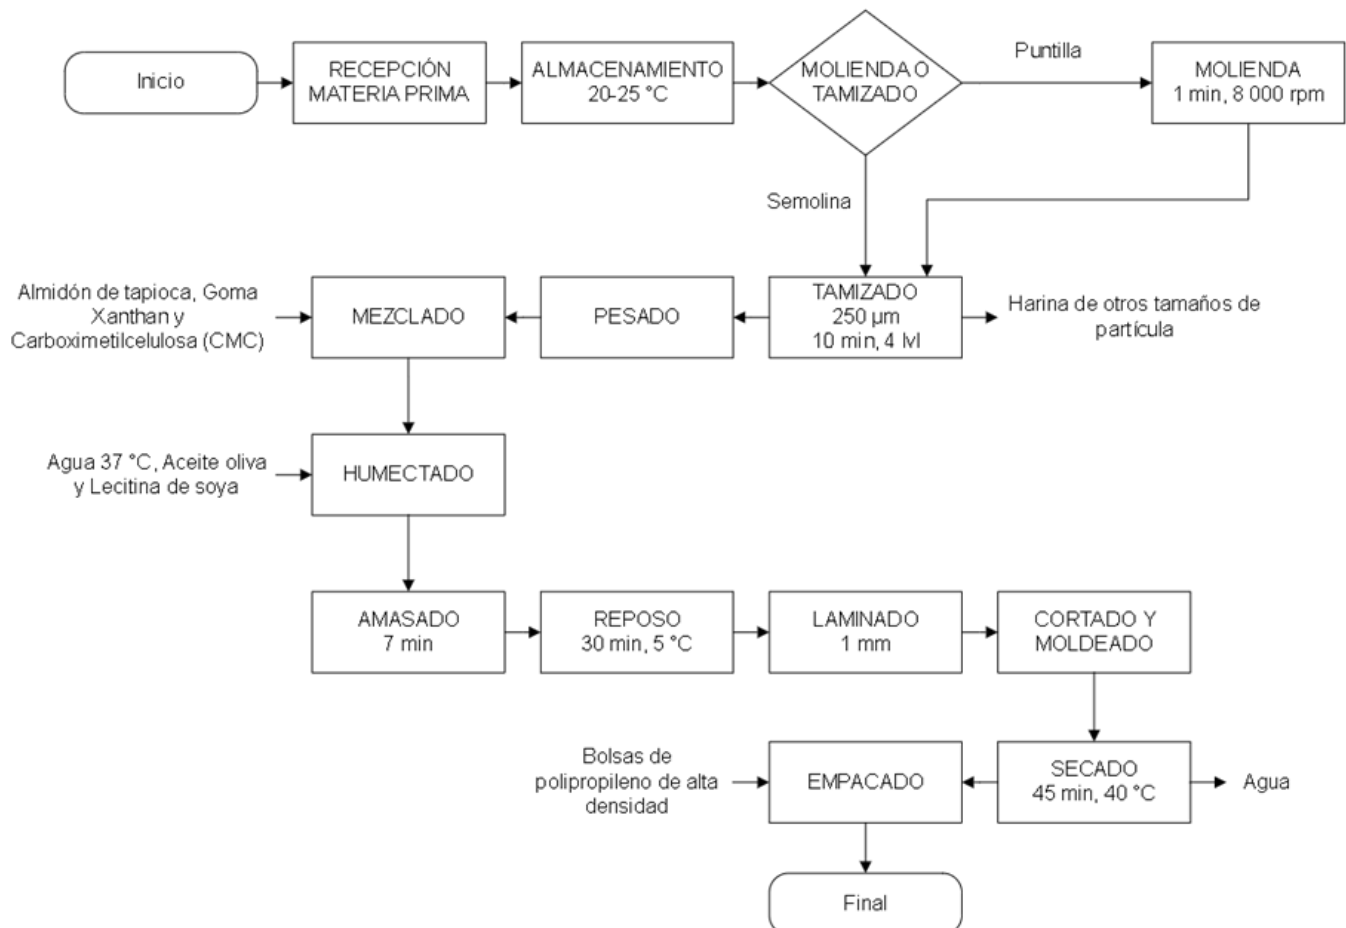 Inicio
RECEPCIÓN
MATERIA PRIMA
ALMACENAMIENTO
20-25 °C
MOLIENDA O
TAMIZADO
Puntilla
MOLIENDA
1 min, 8 000 rpm
Semolina
Almidón de tapioca, Goma
Xanthan y
Carboximetilcelulosa (CMC)
MEZCLADO
PESADO
TAMIZADO
250 µm
10 min, 4 lvl
Harina de otros tamaños de
partícula
Agua 37 °C, Aceite oliva
y Lecitina de soya
HUMECTADO
AMASADO
7 min
REPOSO
30 min, 5 °C
LAMINADO
1 mm
CORTADO Y
MOLDEADO
Bolsas de
polipropileno de alta
densidad
EMPACADO
SECADO
45 min, 40 °C
Agua
Final